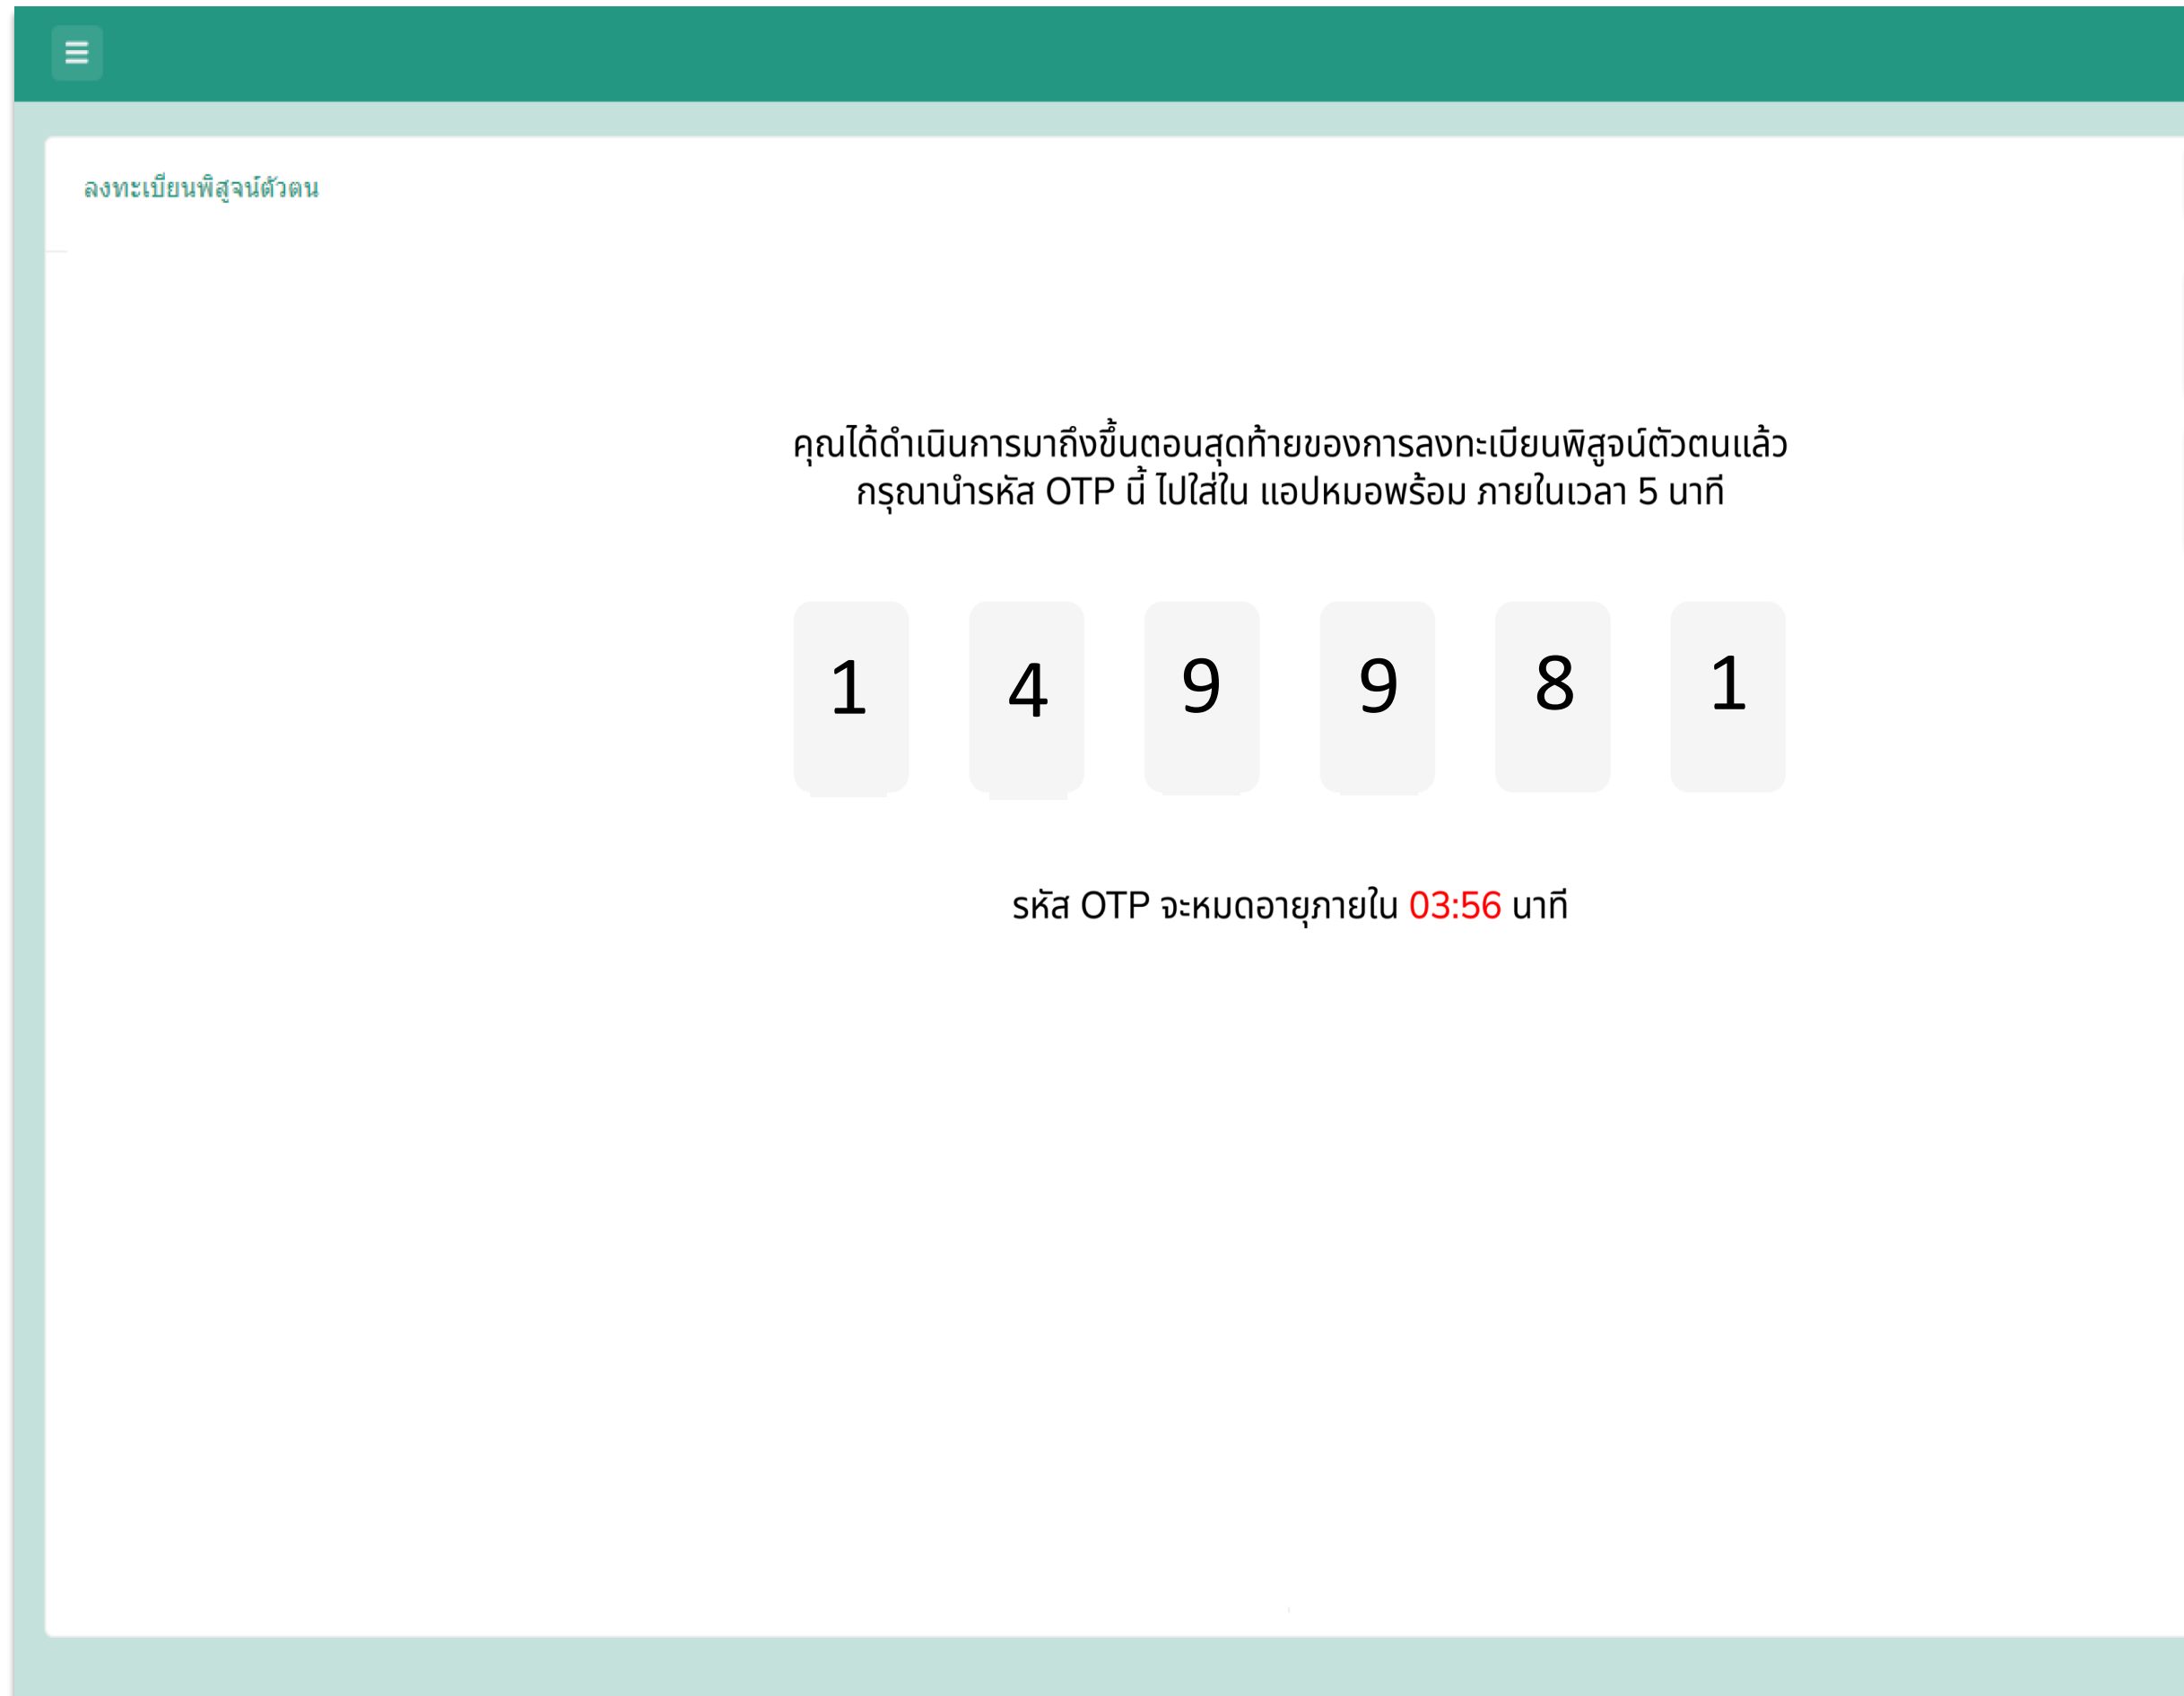 ลงทะเบียนพิสูจน์ตัวตน
คุณได้ดำเนินการมาถึงขึ้นตอนสุดท้ายของการลงทะเบียนพิสูจน์ตัวตนแล้ว
กรุณานำรหัส OTP นี้ ไปใส่ใน แอปหมอพร้อม ภายในเวลา 5 นาที
1 4 9 9 8 1
รหัส OTP จะหมดอายุภายใน 03:56 นาที